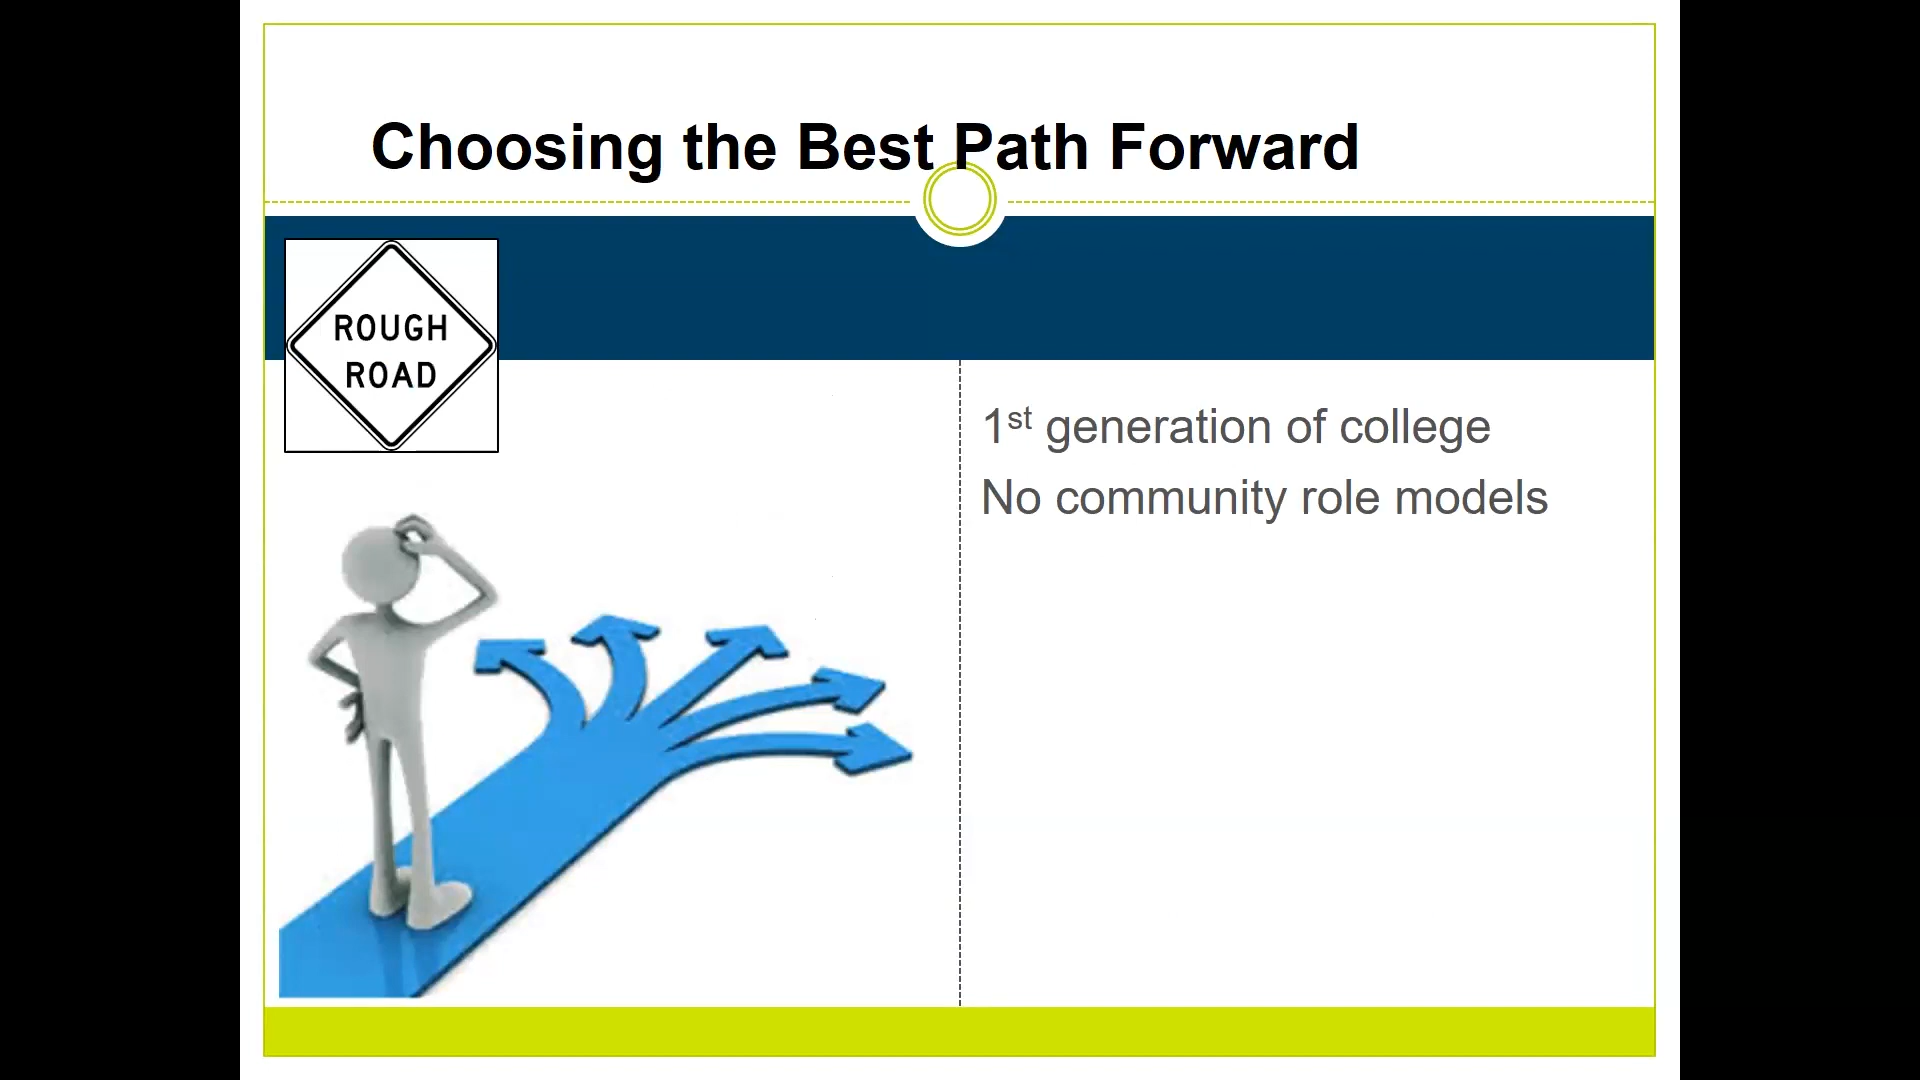 Choosing the Best Path Forward
ROUGH
ROAD
1st generation of college
No community role models